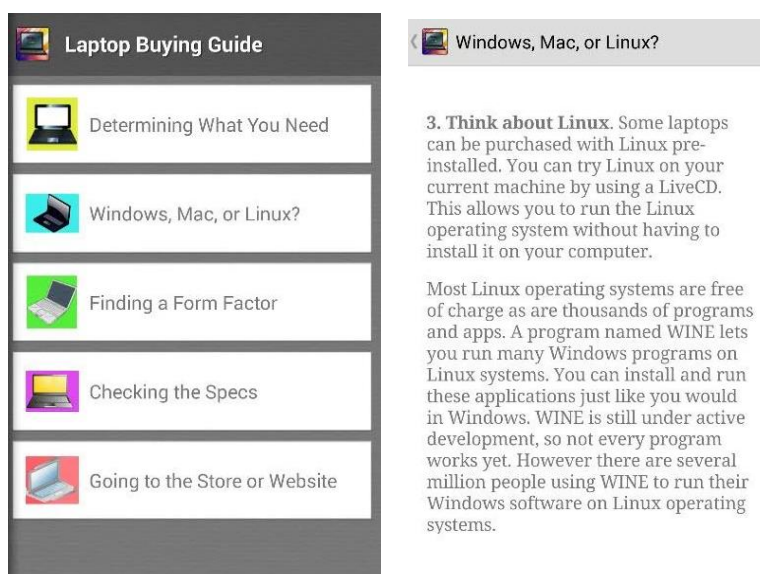 Laptop Buying Guide
Determining What You Need
Windows, Mac, or Linux?
Finding a Form Factor
Checking the Specs
Going to the Store or Website
Windows, Mac, or Linux?
3. Think about Linux. Some laptops
can be purchased with Linux pre-
installed. You can try Linux on your
current machine by using a LiveCD.
This allows you to run the Linux
operating system without having to
install it on your computer.
Most Linux operating systems are free
of charge as are thousands of programs
and apps. A program named WINE lets
you run many Windows programs on
Linux systems. You can install and run
these applications just like you would
in Windows. WINE is still under active
development, so not every program
works yet. However there are several
million people using WINE to run their
Windows software on Linux operating
systems.